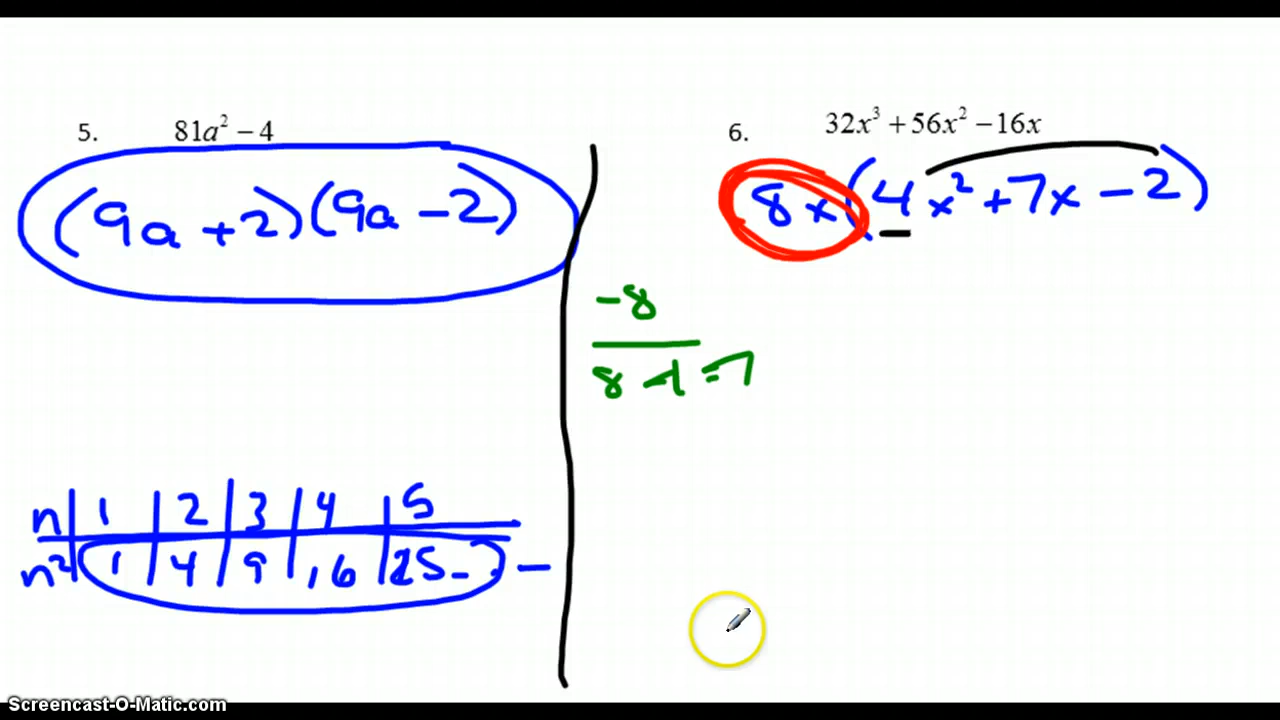 5. 81a² − 4
(9a + 2)(9a − 2)
n | 1 | 2 | 3 | 4 | 5
n² | 1 | 4 | 9 | 16 | 25
6. 32x³ + 56x² − 16x
8x(4x² + 7x − 2)
−8
8 −1 = 7
Screencast-O-Matic.com